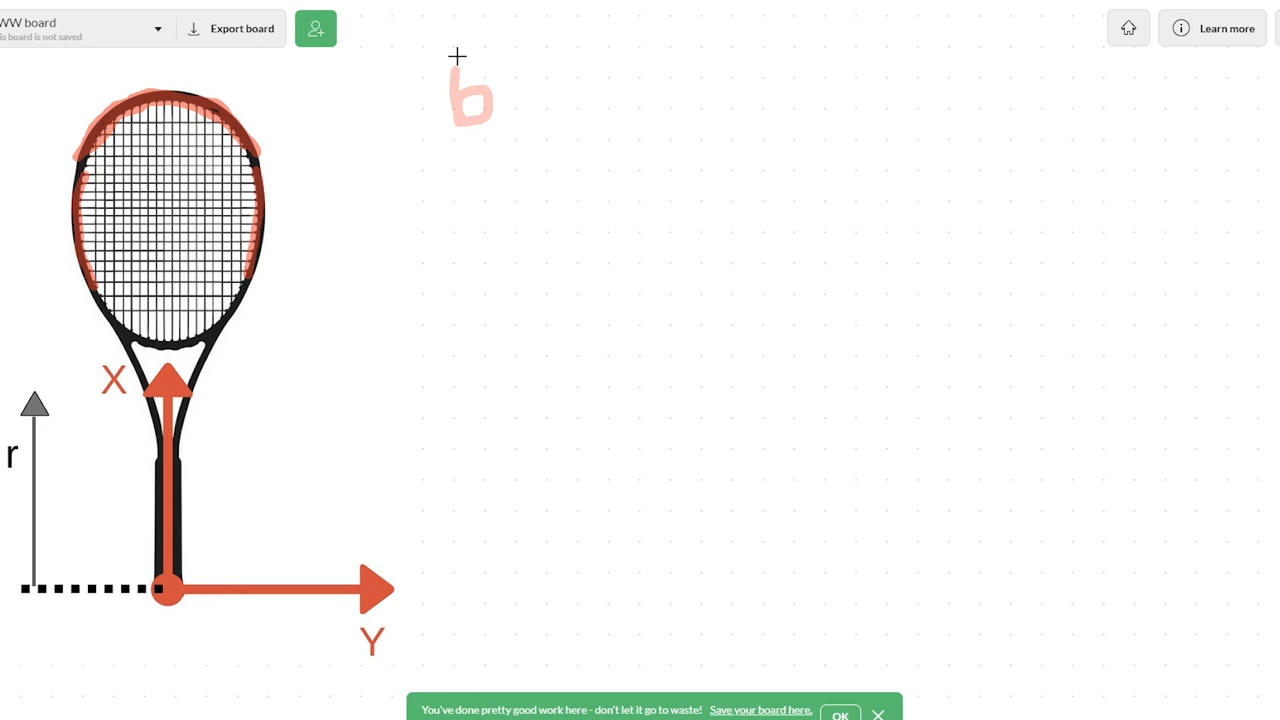 WW board
is board is not saved
Export board
Learn more
b
X
r
Y
You've done pretty good work here - don't let it go to waste! Save your board here. OK